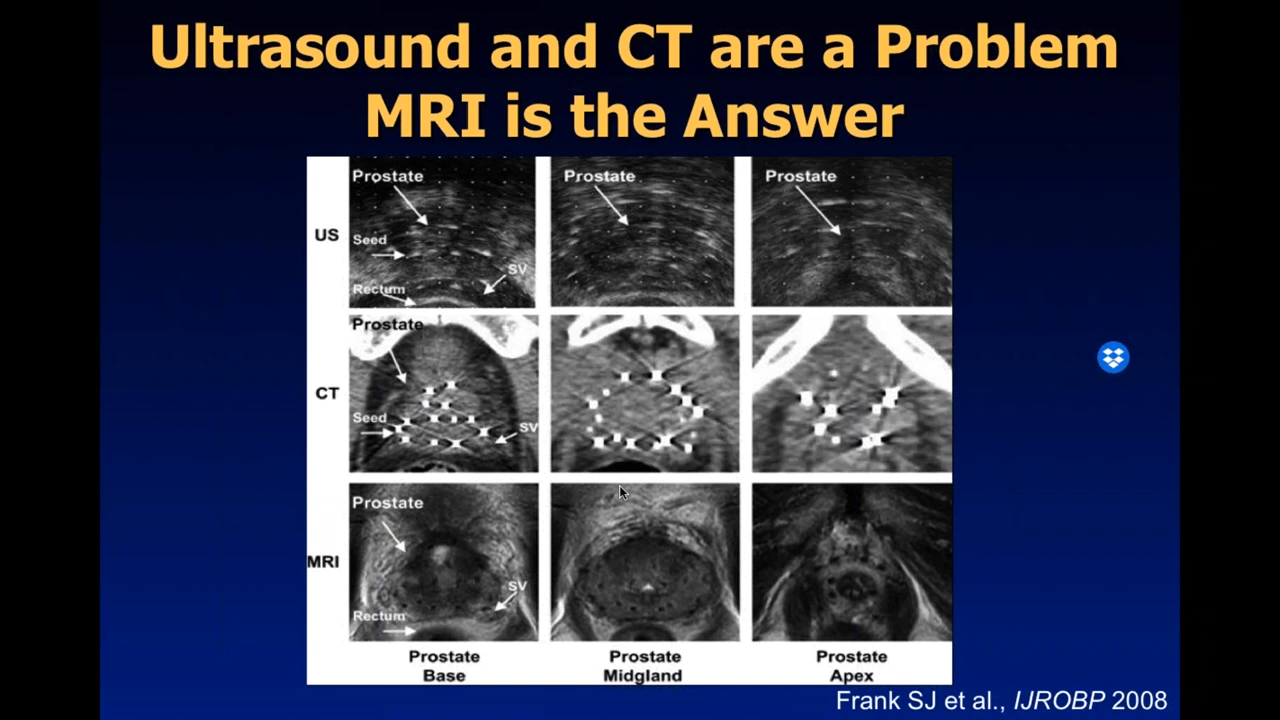 Ultrasound and CT are a Problem
MRI is the Answer
Prostate
Prostate
Prostate
US
Seed
SV
Rectum
Prostate
CT
Seed
SV
Prostate
MRI
SV
Rectum
Prostate Base
Prostate Midgland
Prostate Apex
Frank SJ et al., IJROBP 2008